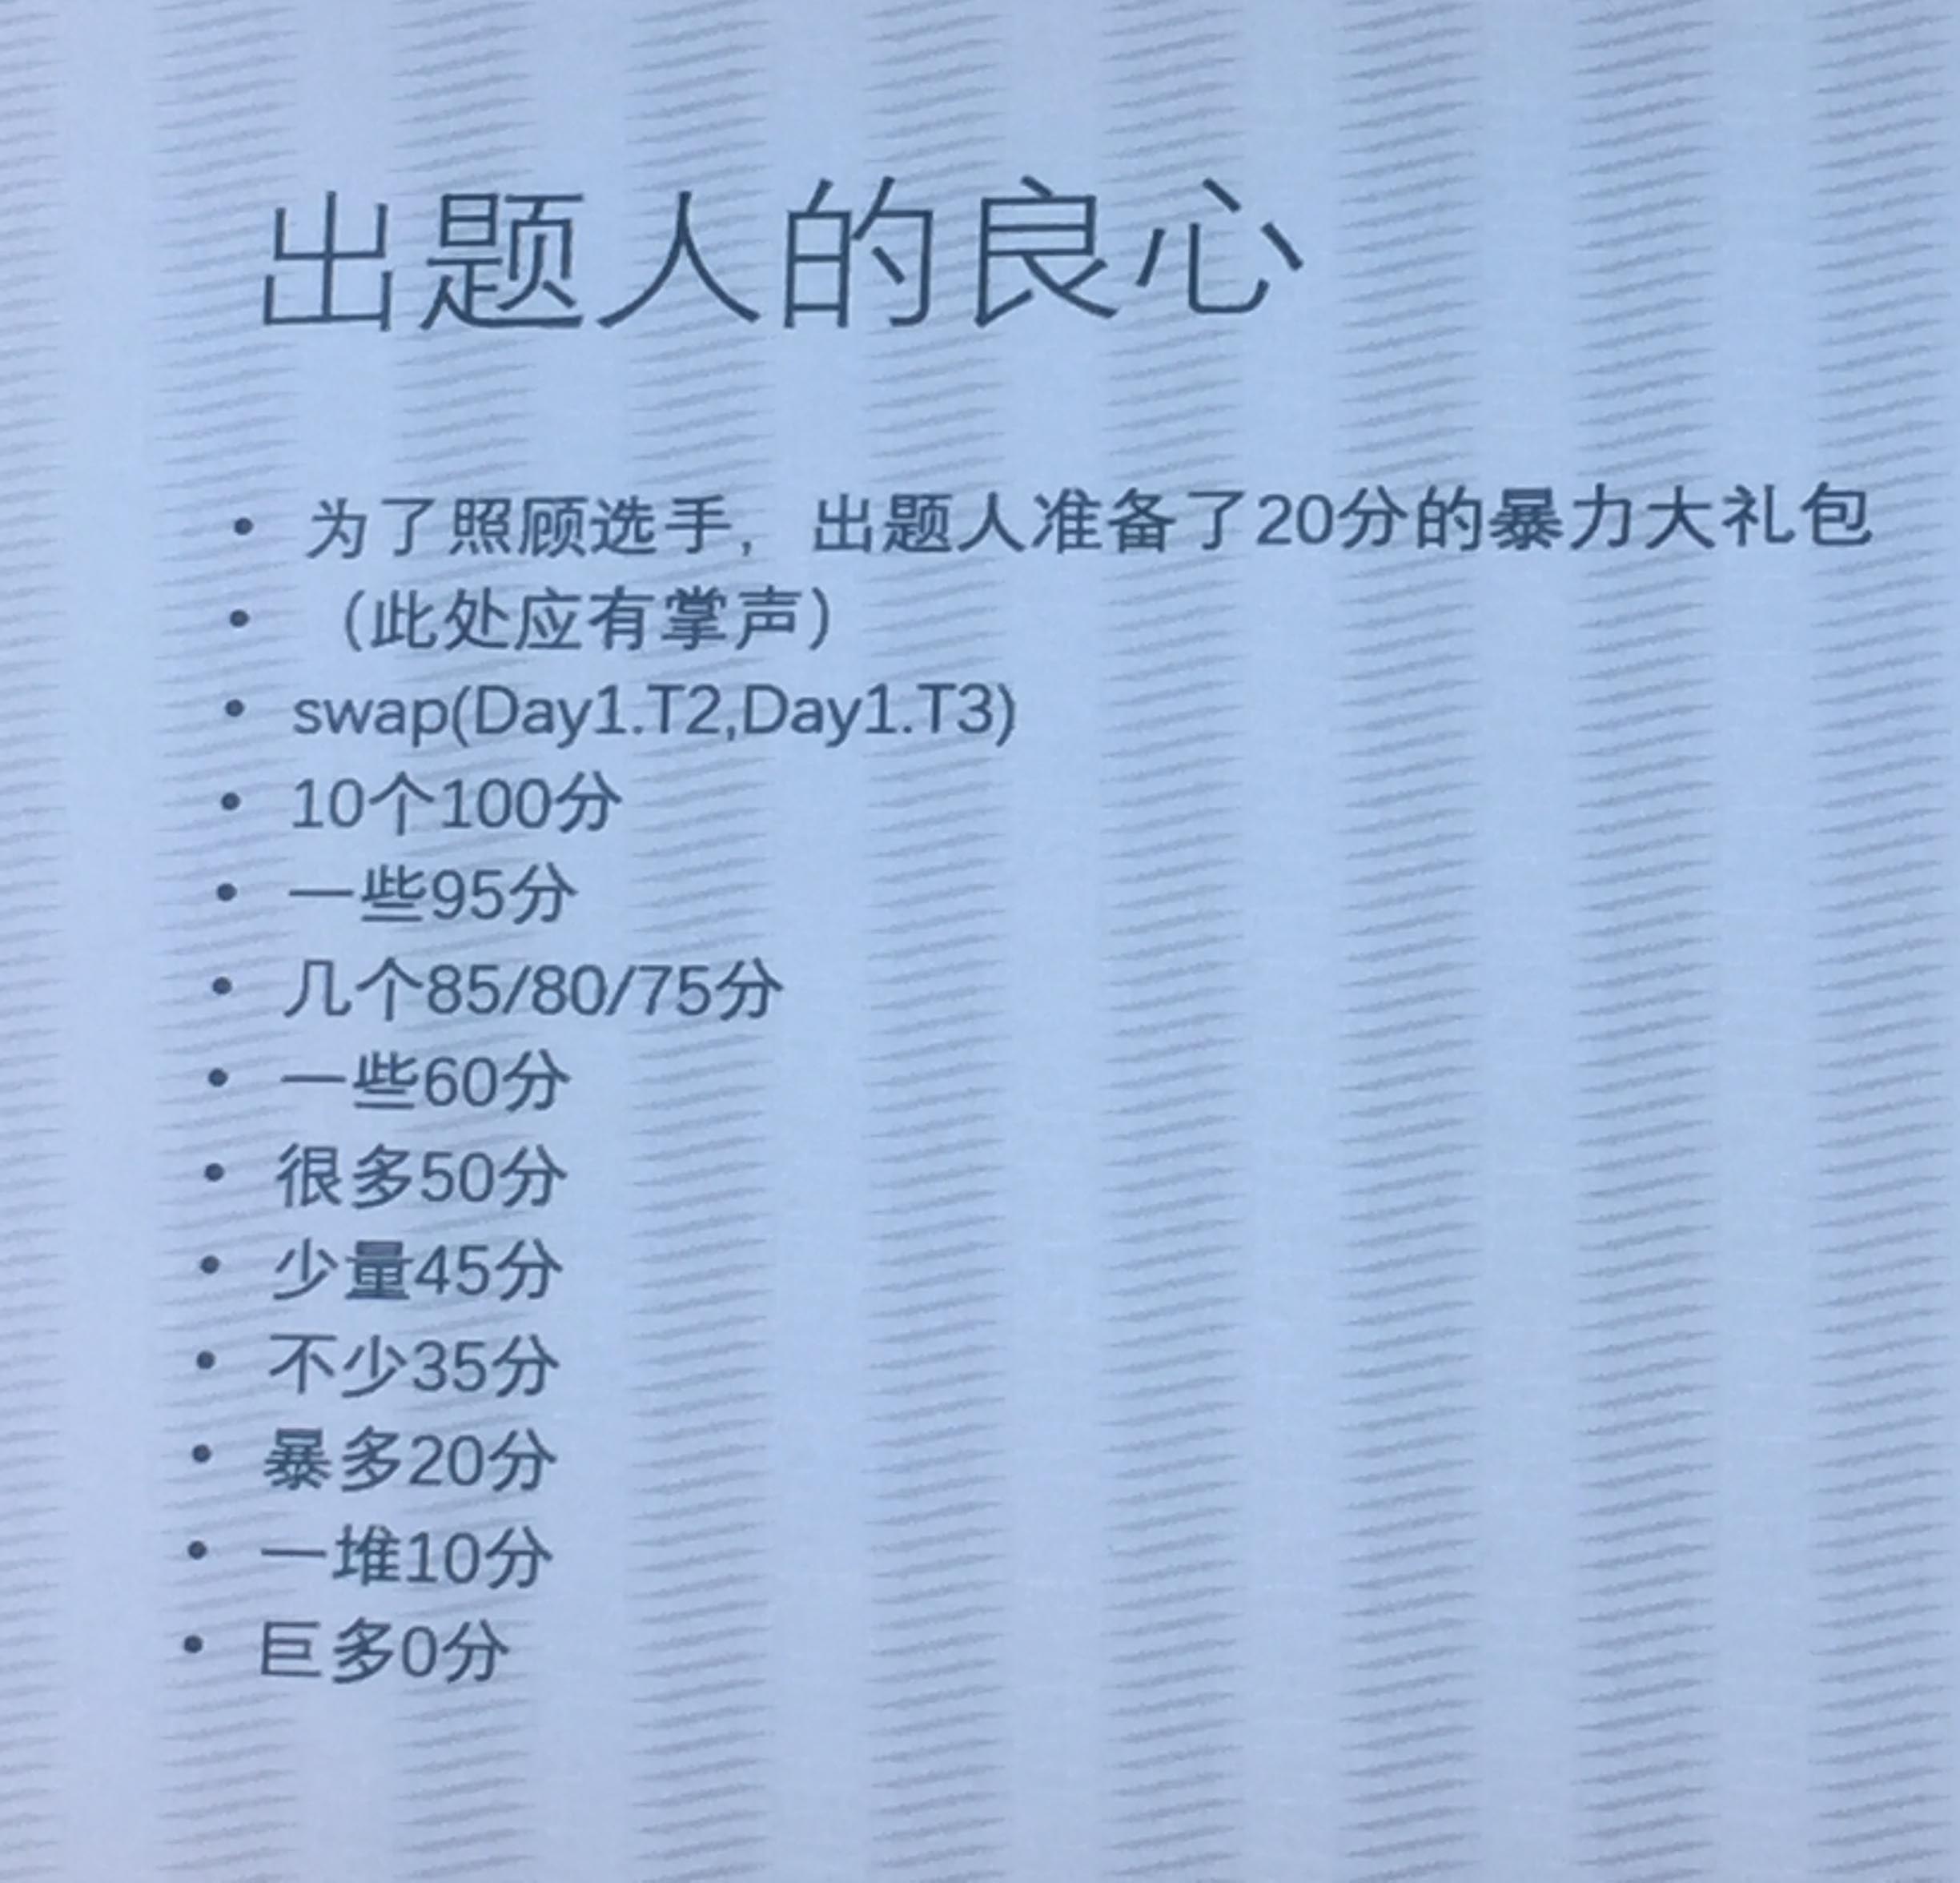 出题人的良心
• 为了照顾选手，出题人准备了20分的暴力大礼包
• （此处应有掌声）
• swap(Day1.T2,Day1.T3)
• 10个100分
• 一些95分
• 几个85/80/75分
• 一些60分
• 很多50分
• 少量45分
• 不少35分
• 暴多20分
• 一堆10分
• 巨多0分